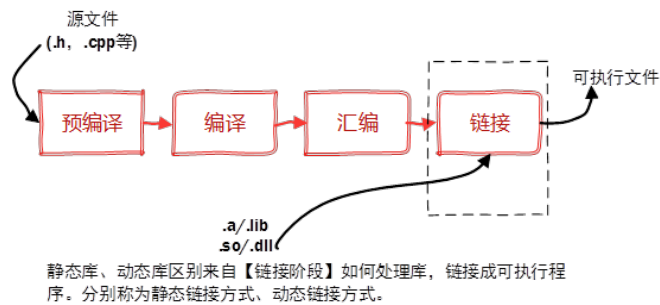 源文件
(.h，.cpp等)
可执行文件
预编译
编译
汇编
链接
.a/.lib
.so/.dll
静态库、动态库区别来自【链接阶段】如何处理库，链接成可执行程
序。分别称为静态链接方式、动态链接方式。